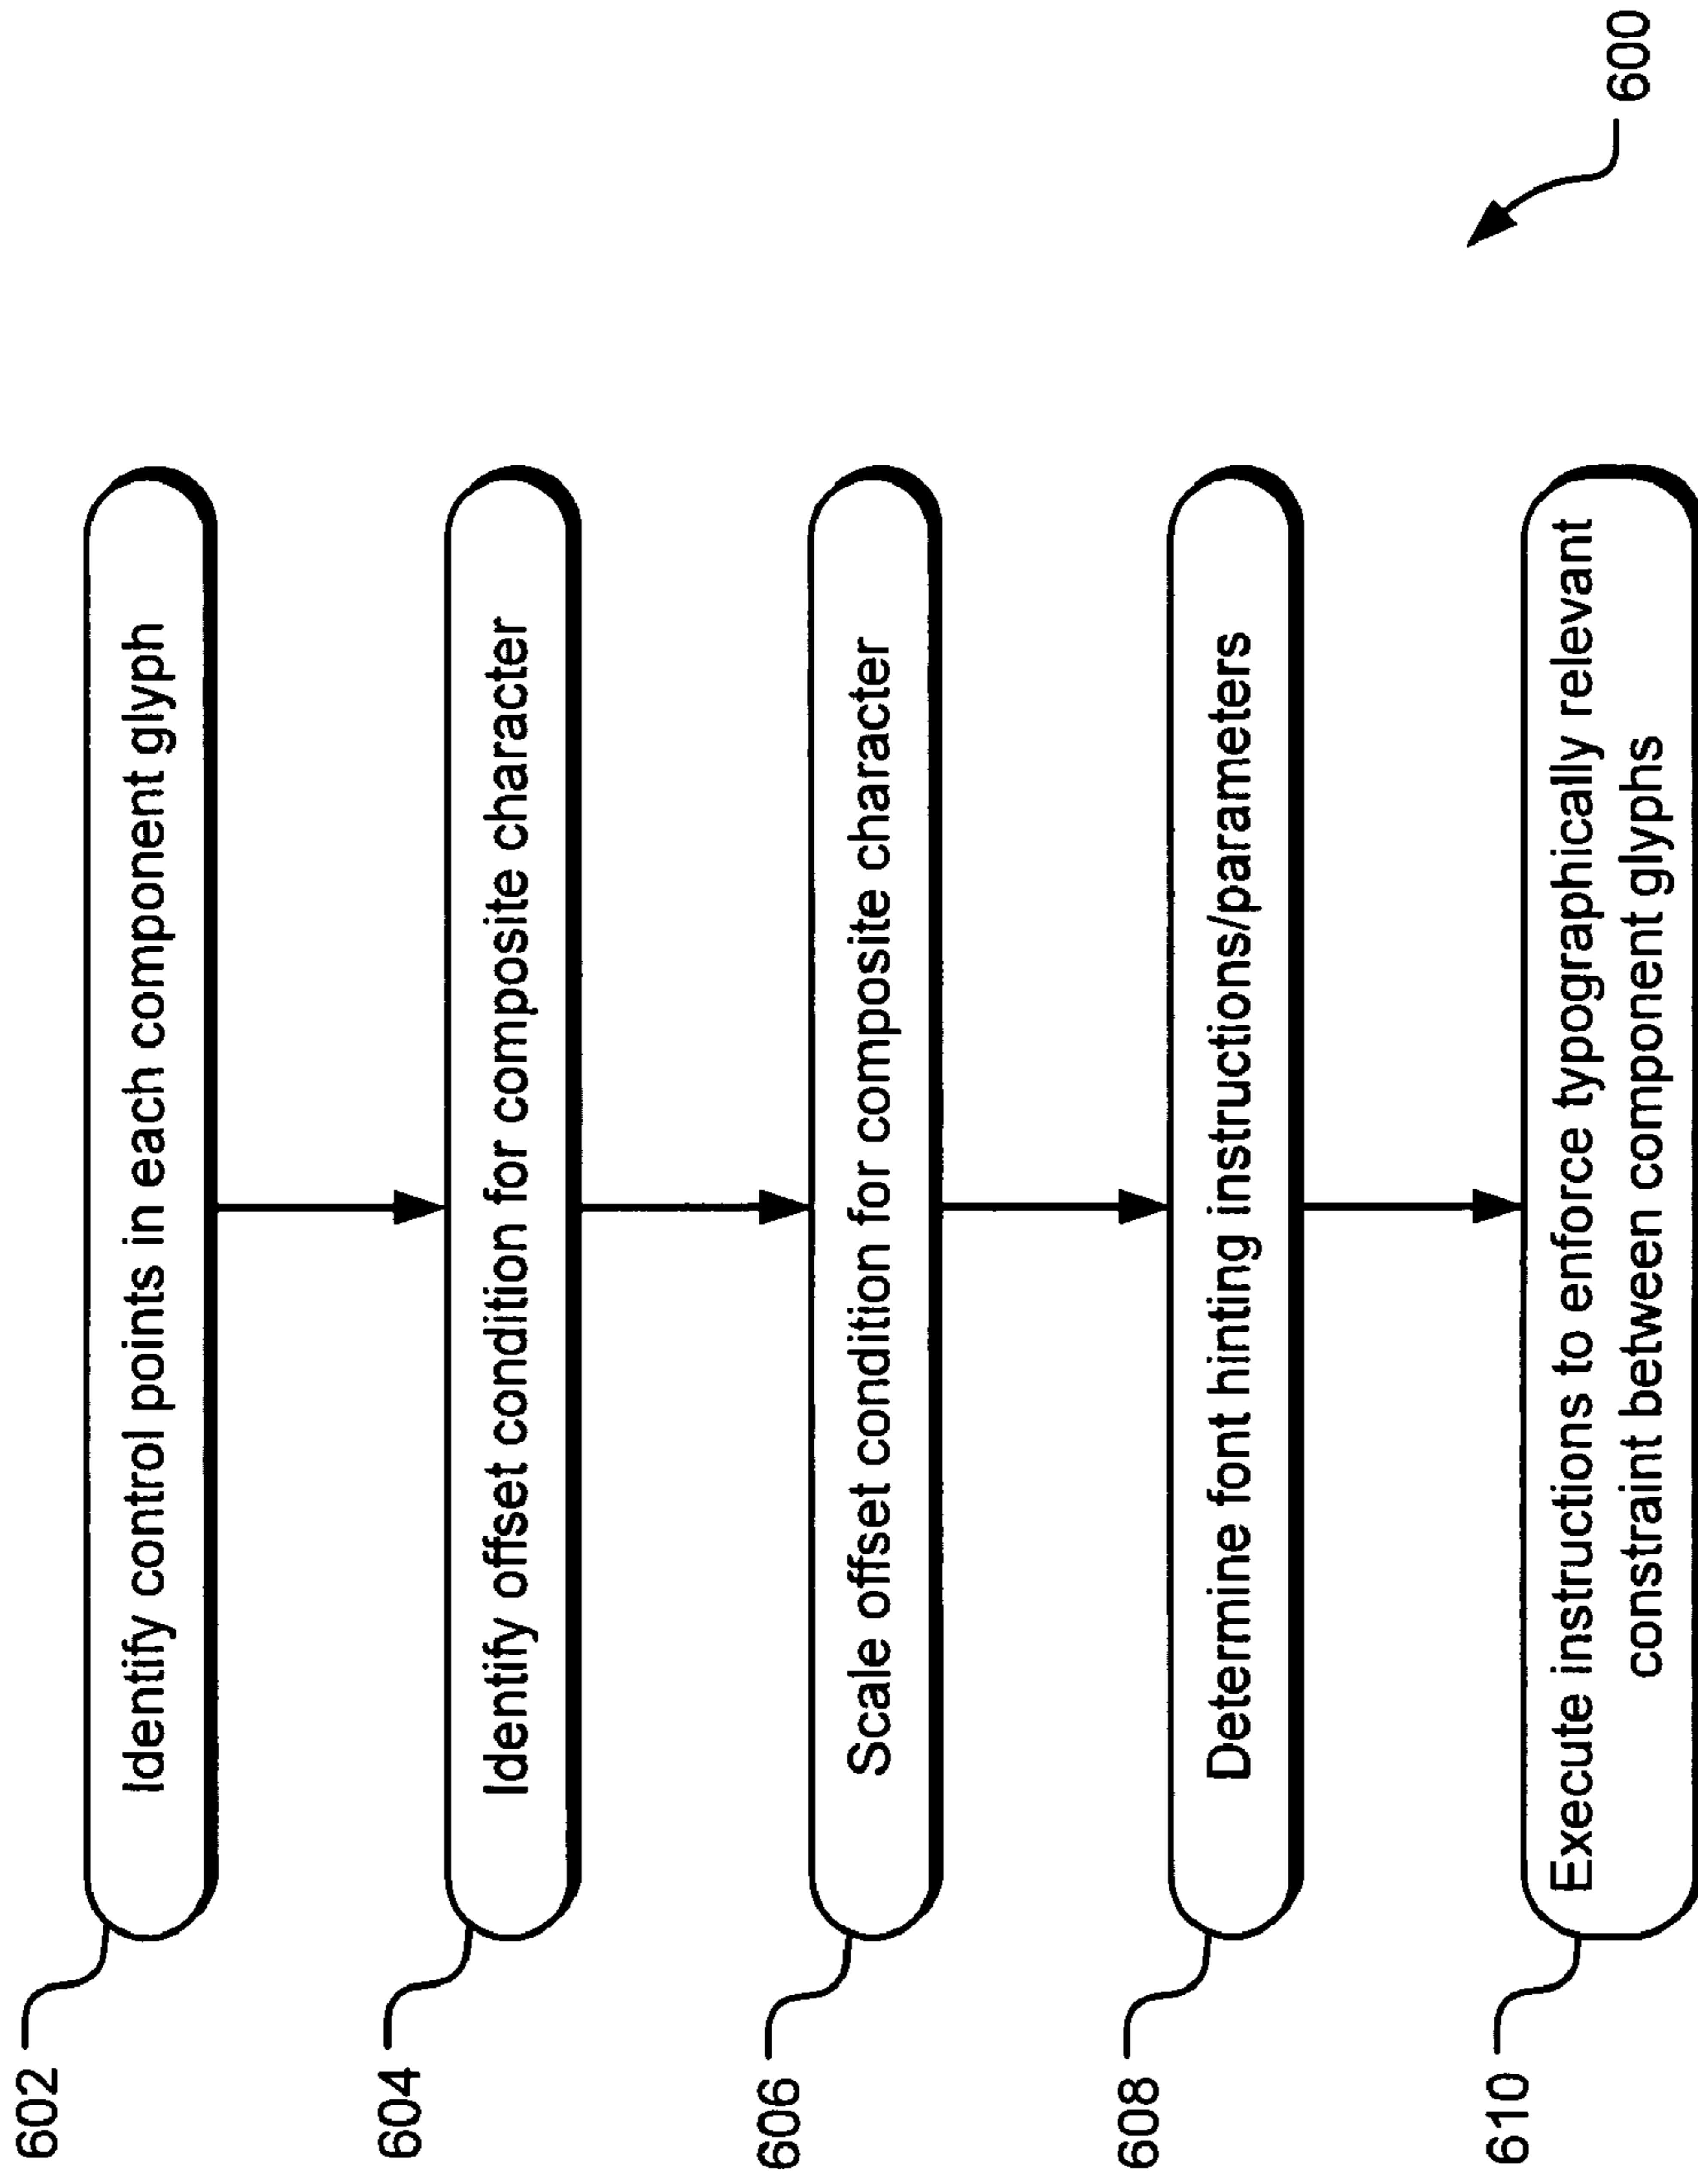 602
Identify control points in each component glyph
604
Identify offset condition for composite character
606
Scale offset condition for composite character
608
Determine font hinting instructions/parameters
610
Execute instructions to enforce typographically relevant
constraint between component glyphs
600